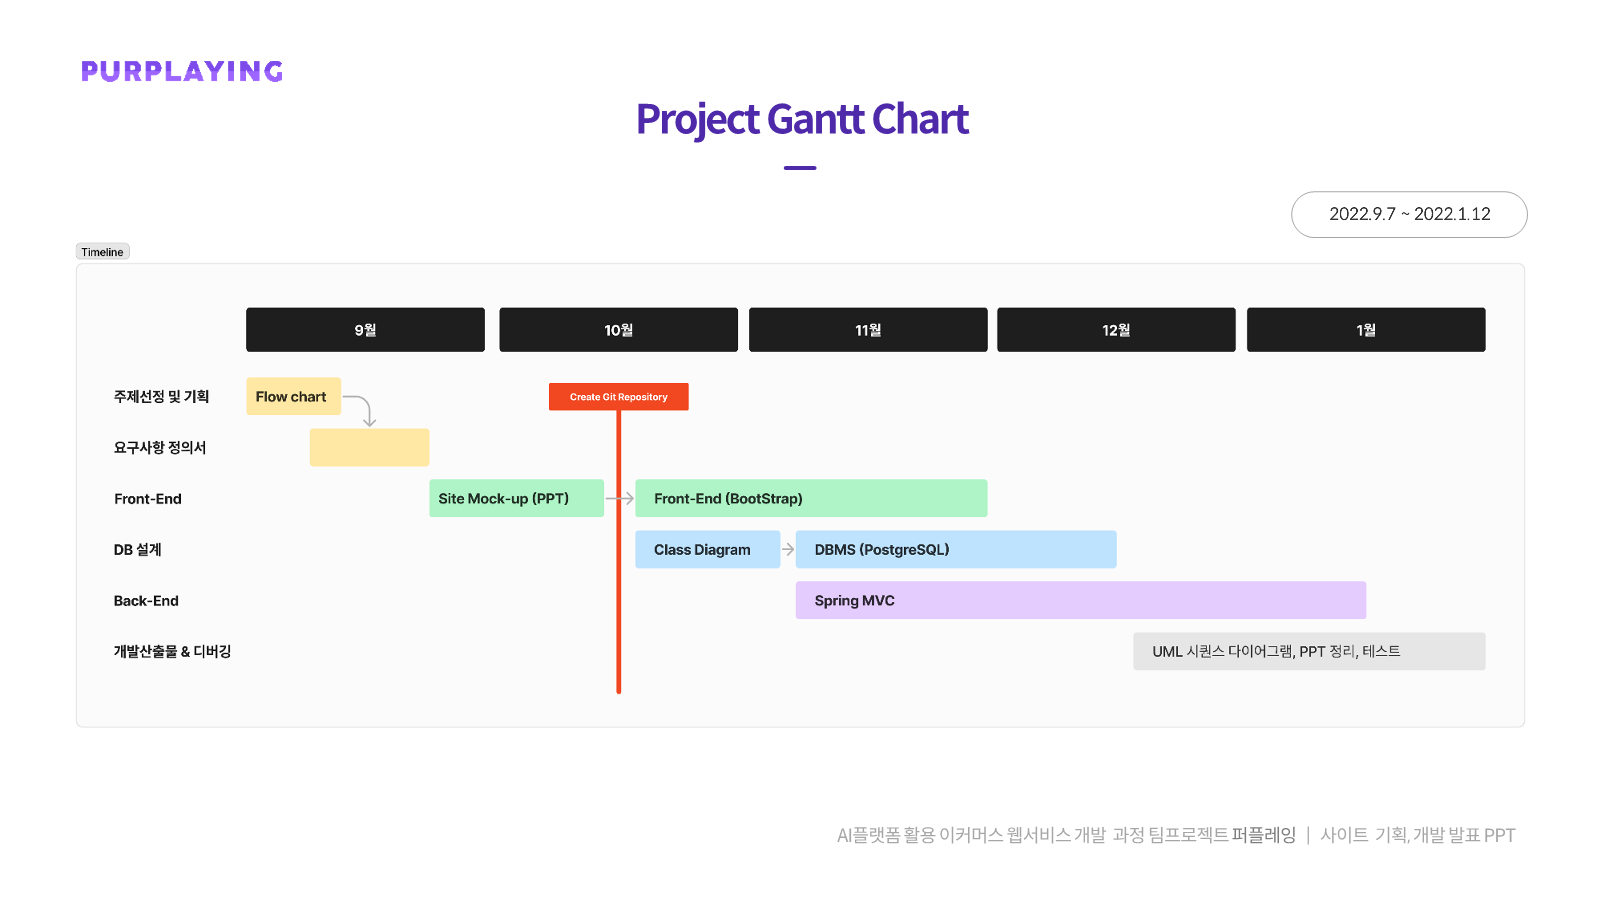 PURPLAYING
Project Gantt Chart
2022.9.7 ~ 2022.1.12
Timeline
9월 10월 11월 12월 1월
주제선정 및 기획 Flow chart Create Git Repository
요구사항 정의서
Front-End Site Mock-up (PPT) Front-End (BootStrap)
DB 설계 Class Diagram DBMS (PostgreSQL)
Back-End Spring MVC
개발산출물 & 디버깅 UML 시퀀스 다이어그램, PPT 정리, 테스트
AI플랫폼 활용 이커머스 웹서비스 개발 과정 팀프로젝트 퍼플레잉 | 사이트 기획, 개발 발표 PPT